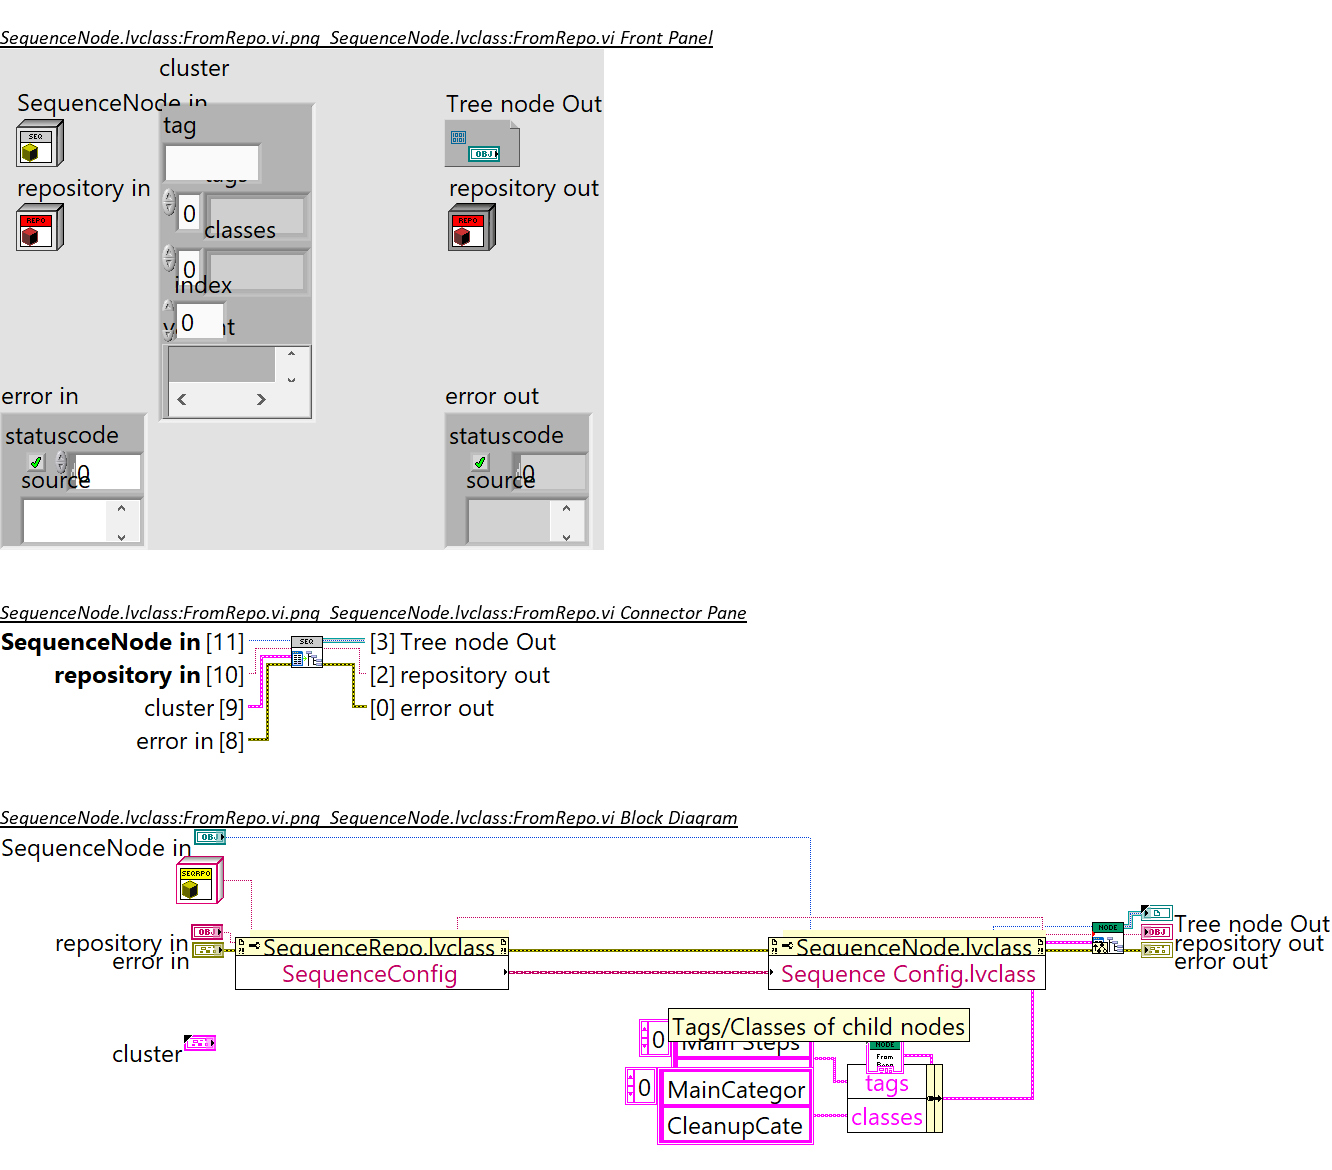 SequenceNode.lvclass:FromRepo.vi.png SequenceNode.lvclass:FromRepo.vi Front Panel
cluster
SequenceNode in
Tree node Out
tag
SEQ
OBJ
repository in
tags
repository out
REPO
0
REPO
classes
0
index
0
error in
error out
status code
status code
0
0
source
source
SequenceNode.lvclass:FromRepo.vi.png SequenceNode.lvclass:FromRepo.vi Connector Pane
SequenceNode in [11]
SEQ
[3] Tree node Out
repository in [10]
[2] repository out
cluster [9]
[0] error out
error in [8]
SequenceNode.lvclass:FromRepo.vi.png SequenceNode.lvclass:FromRepo.vi Block Diagram
OBJ
SequenceNode in
SEQRPO
NODE
Tree node Out
OBJ
OBJ
repository in
SequenceRepo.lvclass
SequenceNode.lvclass
repository out
error in
error out
SequenceConfig
Sequence Config.lvclass
Tags/Classes of child nodes
0
Main Steps
NODE
cluster
From
0
MainCategor
tags
CleanupCate
classes